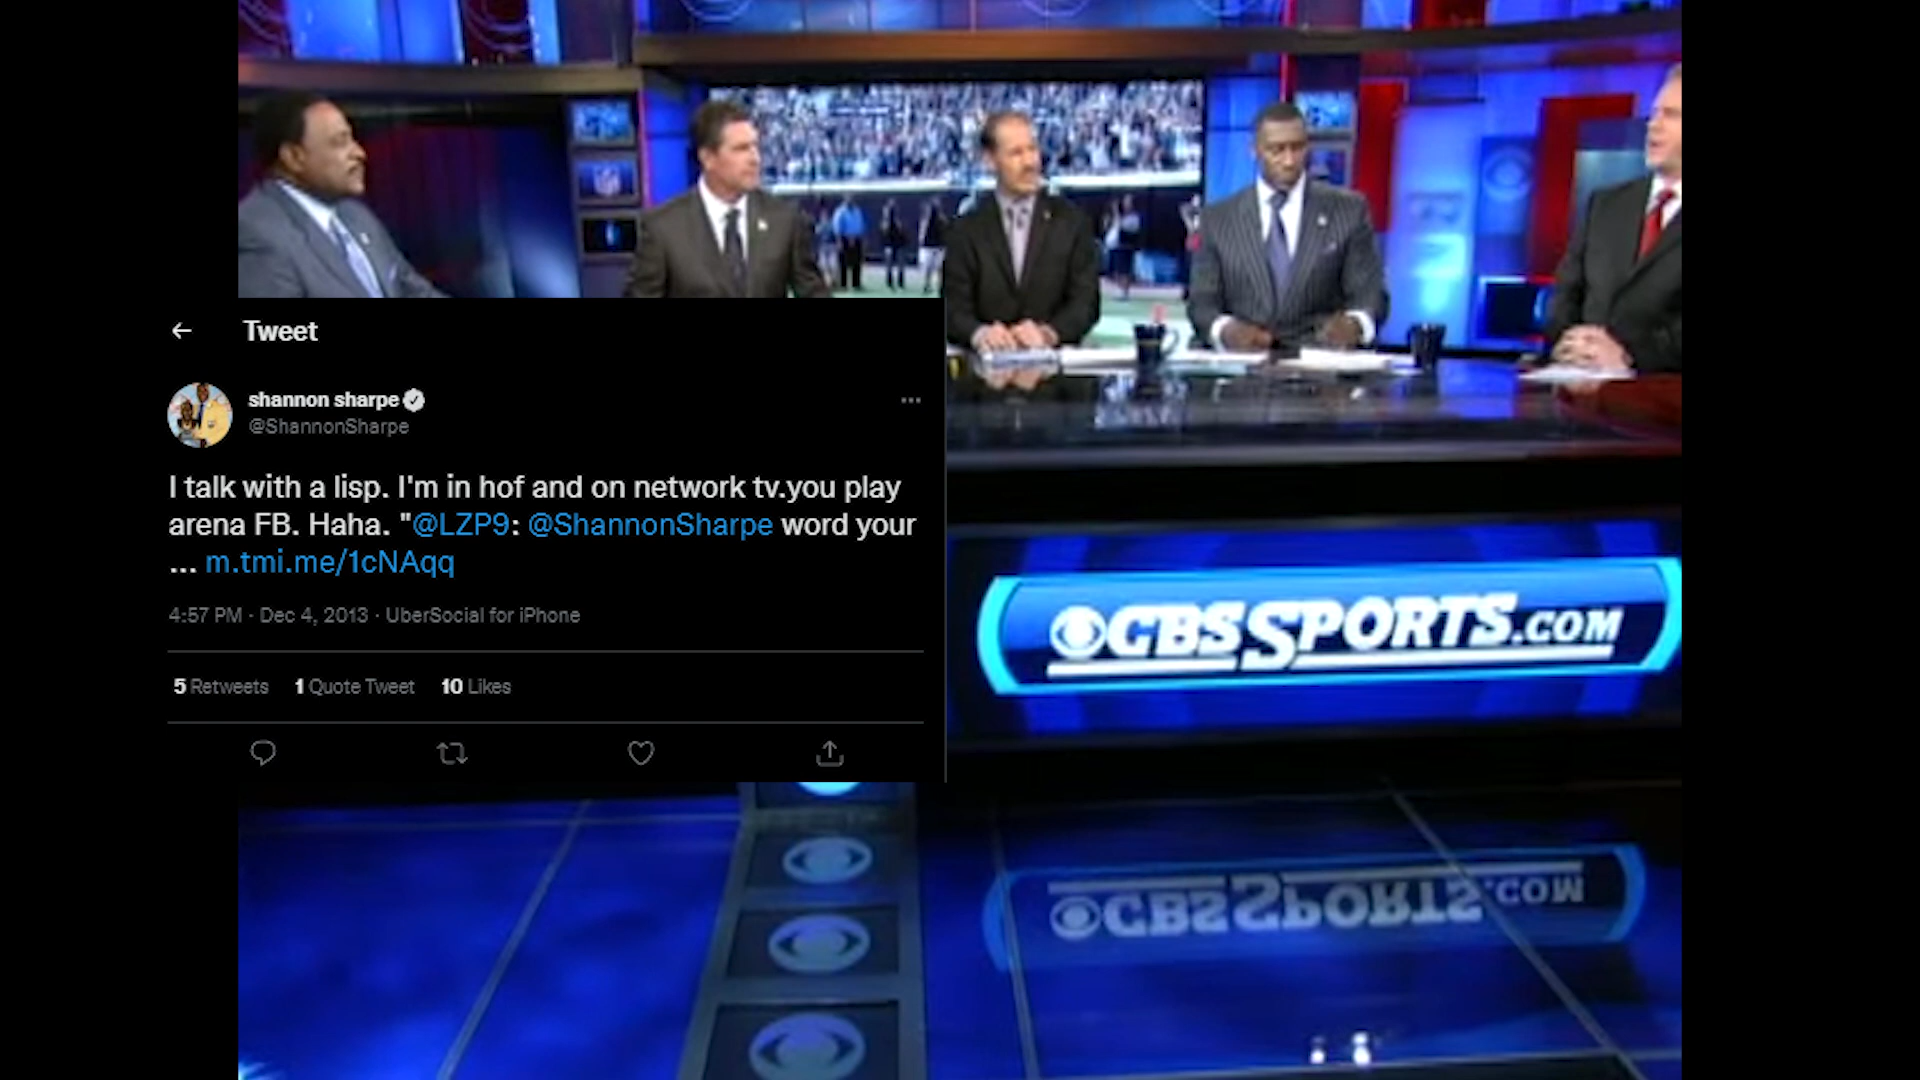 Tweet
shannon sharpe
@ShannonSharpe
I talk with a lisp. I'm in hof and on network tv.you play
arena FB. Haha. "@LZP9: @ShannonSharpe word your
... m.tmi.me/1cNAqq
4:57 PM · Dec 4, 2013 · UberSocial for iPhone
5 Retweets 1 Quote Tweet 10 Likes
CBSSPORTS.COM
CBSSPORTS.COM